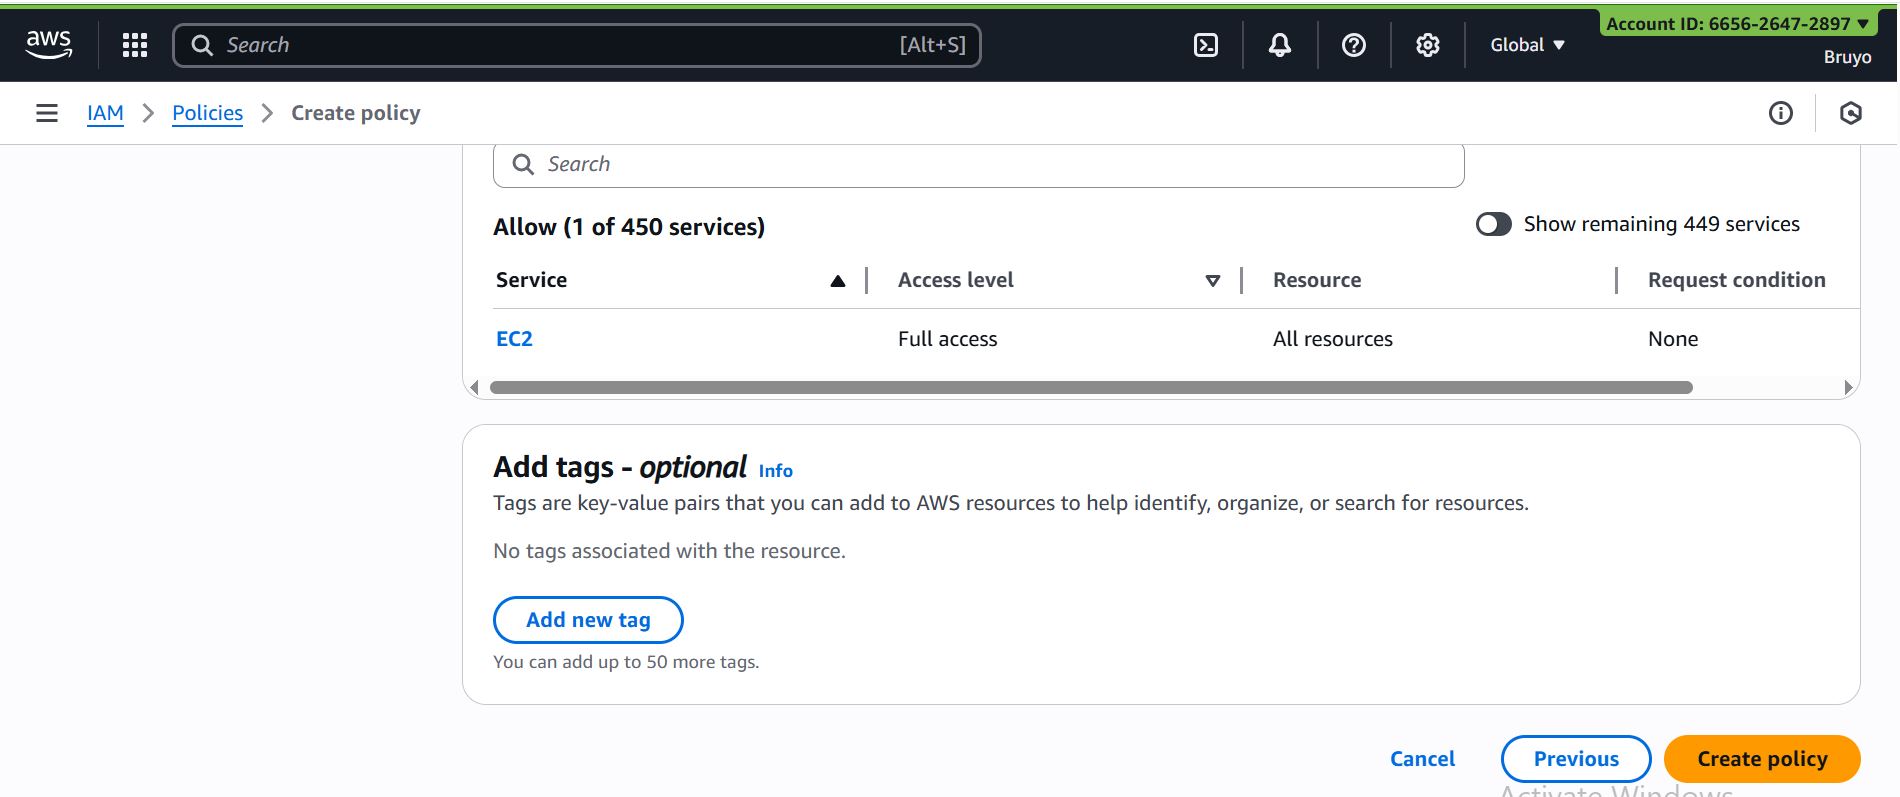 aws
Search [Alt+S]
Global
Account ID: 6656-2647-2897
Bruyo
IAM Policies Create policy
Search
Allow (1 of 450 services)
Show remaining 449 services
Service Access level Resource Request condition
EC2 Full access All resources None
Add tags - optional Info
Tags are key-value pairs that you can add to AWS resources to help identify, organize, or search for resources.
No tags associated with the resource.
Add new tag
You can add up to 50 more tags.
Cancel Previous Create policy
Activate Windows